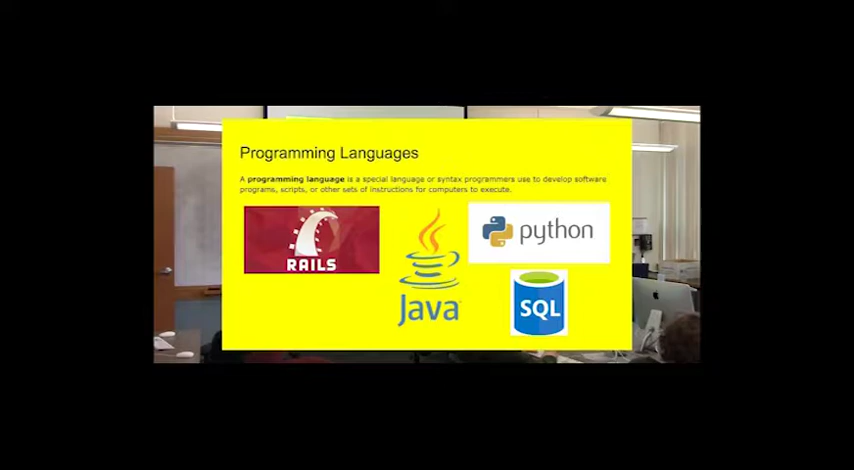 Programming Languages
A programming language is a special language or syntax programmers use to develop software
programs, scripts, or other sets of instructions for computers to execute.
RAILS
Java
python
SQL